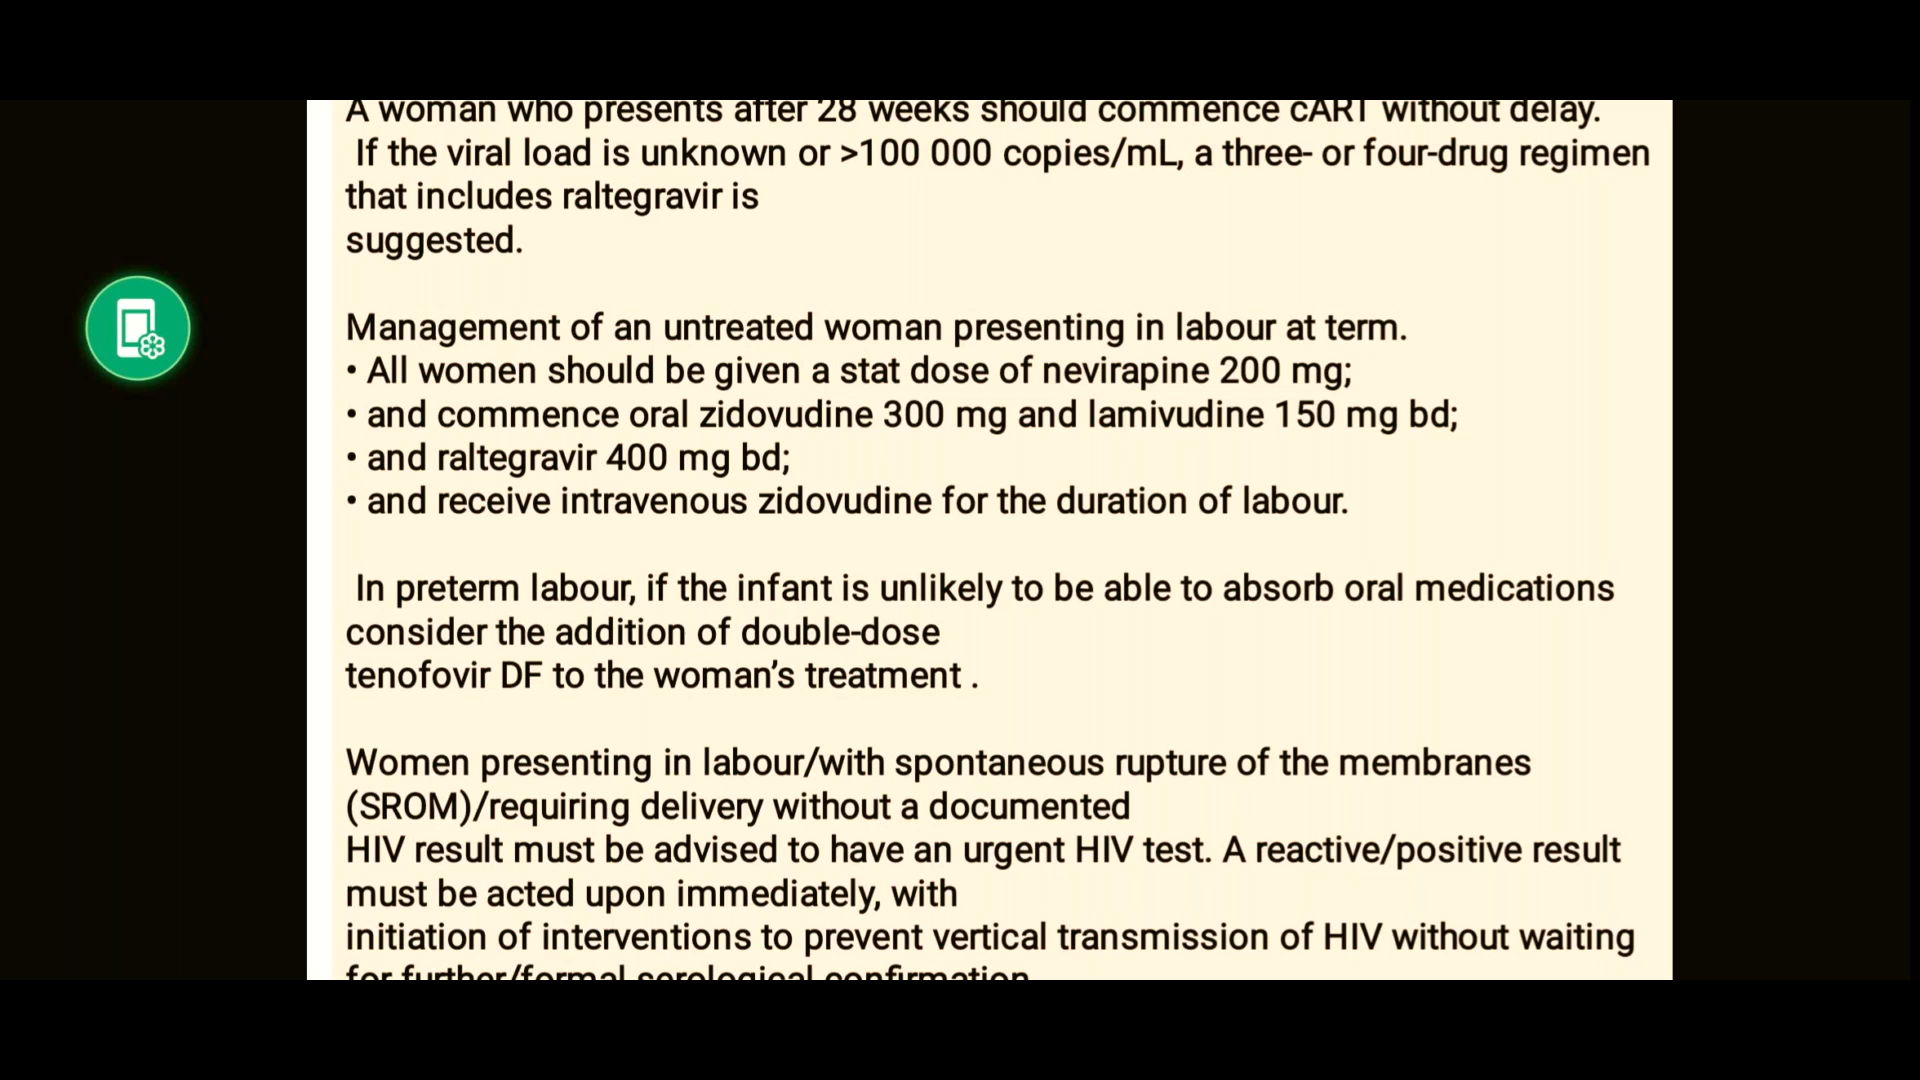 A woman who presents after 28 weeks should commence cART without delay.
If the viral load is unknown or >100 000 copies/mL, a three- or four-drug regimen
that includes raltegravir is
suggested.
Management of an untreated woman presenting in labour at term.
• All women should be given a stat dose of nevirapine 200 mg;
• and commence oral zidovudine 300 mg and lamivudine 150 mg bd;
• and raltegravir 400 mg bd;
• and receive intravenous zidovudine for the duration of labour.
In preterm labour, if the infant is unlikely to be able to absorb oral medications
consider the addition of double-dose
tenofovir DF to the woman’s treatment .
Women presenting in labour/with spontaneous rupture of the membranes
(SROM)/requiring delivery without a documented
HIV result must be advised to have an urgent HIV test. A reactive/positive result
must be acted upon immediately, with
initiation of interventions to prevent vertical transmission of HIV without waiting
for further/formal serological confirmation